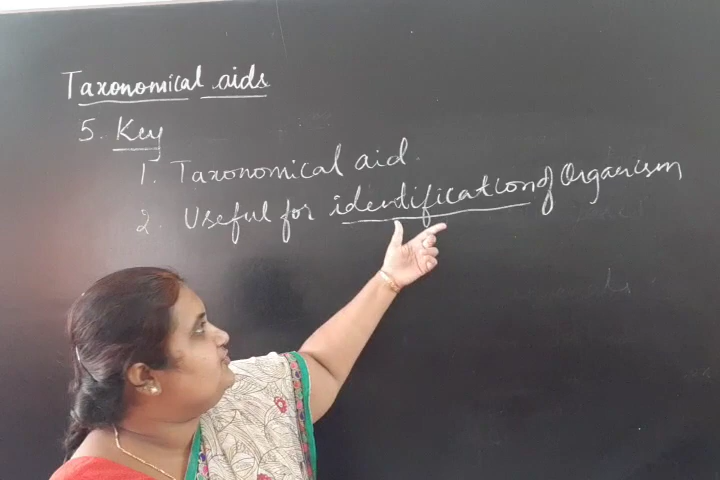 Taxonomical aids
5. Key
1. Taxonomical aid.
2. Useful for identification of Organism